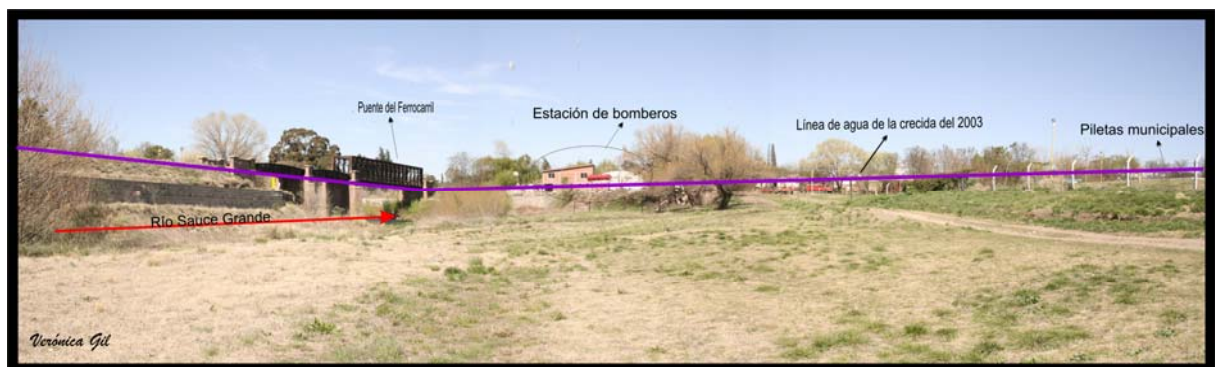 Puente del Ferrocarril
Estación de bomberos
Línea de agua de la crecida del 2003
Piletas municipales
Río Sauce Grande
Verónica Gil